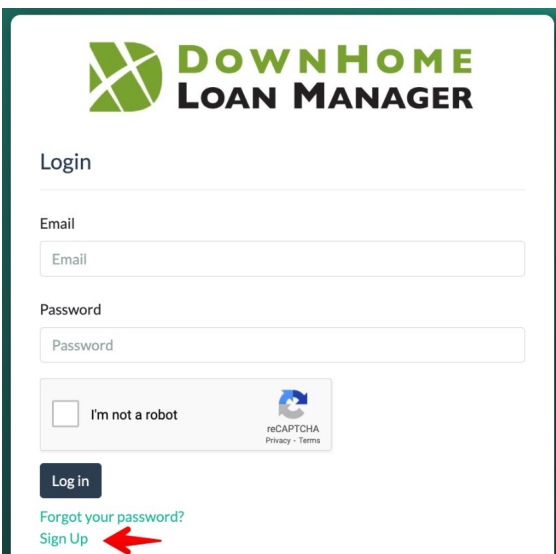 DOWNHOME
LOAN MANAGER
Login
Email
Email
Password
Password
I'm not a robot
reCAPTCHA
Privacy - Terms
Log in
Forgot your password?
Sign Up